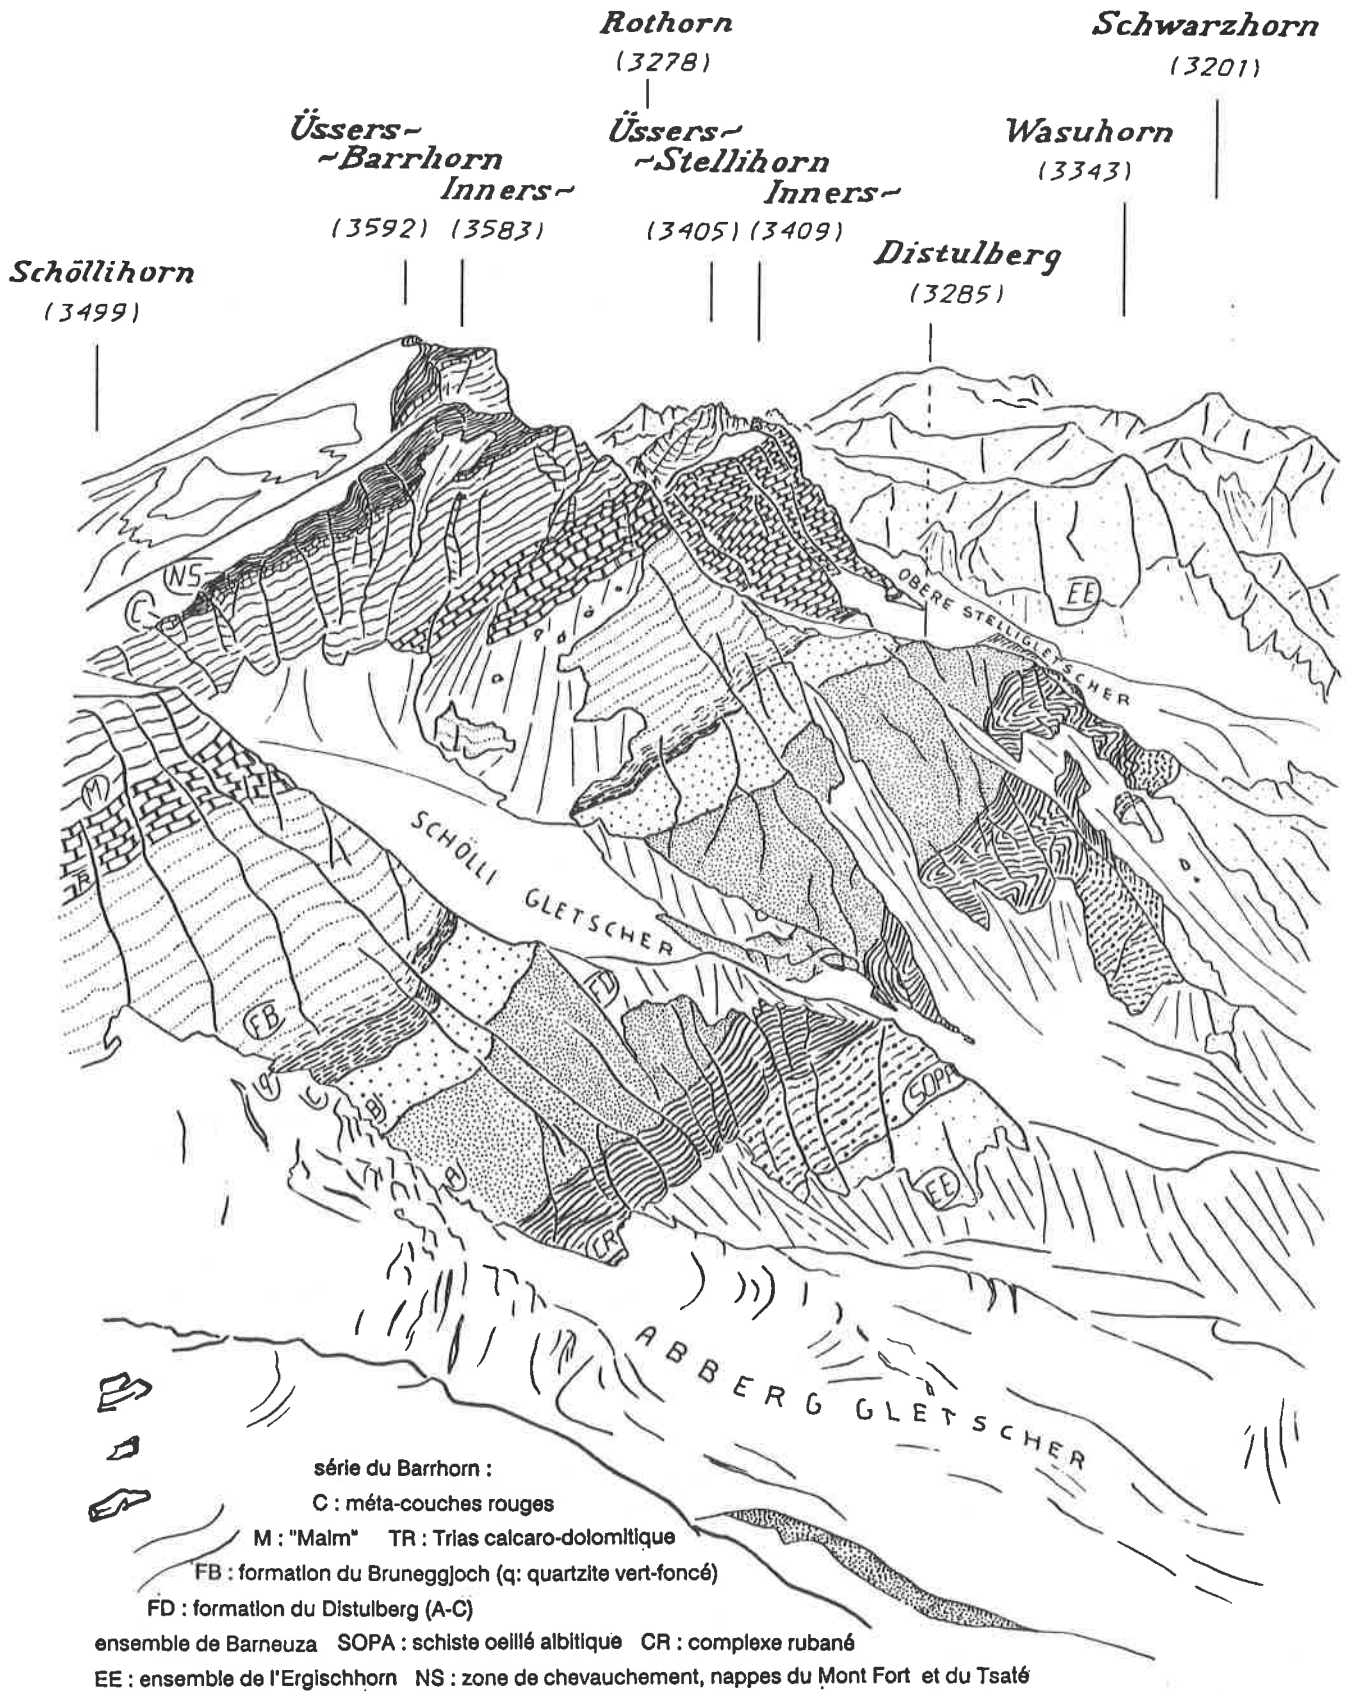 Rothorn
(3278)
Schwarzhorn
(3201)
Üssers~
~Barrhorn
Inners~
(3592) (3583)
Üssers~
~Stellihorn
Inners~
(3405) (3409)
Wasuhorn
(3343)
Distulberg
(3285)
Schöllihorn
(3499)
NS
C
OBERE STELLIGLETSCHER
EE
M
TR
SCHÖLLI GLETSCHER
FB
FD
q
C
B
A
SOPA
EE
CR
ABBERG GLETSCHER
série du Barrhorn :
C : méta-couches rouges
M : "Malm" TR : Trias calcaro-dolomitique
FB : formation du Bruneggjoch (q: quartzite vert-foncé)
FD : formation du Distulberg (A-C)
ensemble de Barneuza SOPA : schiste oeillé albitique CR : complexe rubané
EE : ensemble de l'Ergischhorn NS : zone de chevauchement, nappes du Mont Fort et du Tsaté